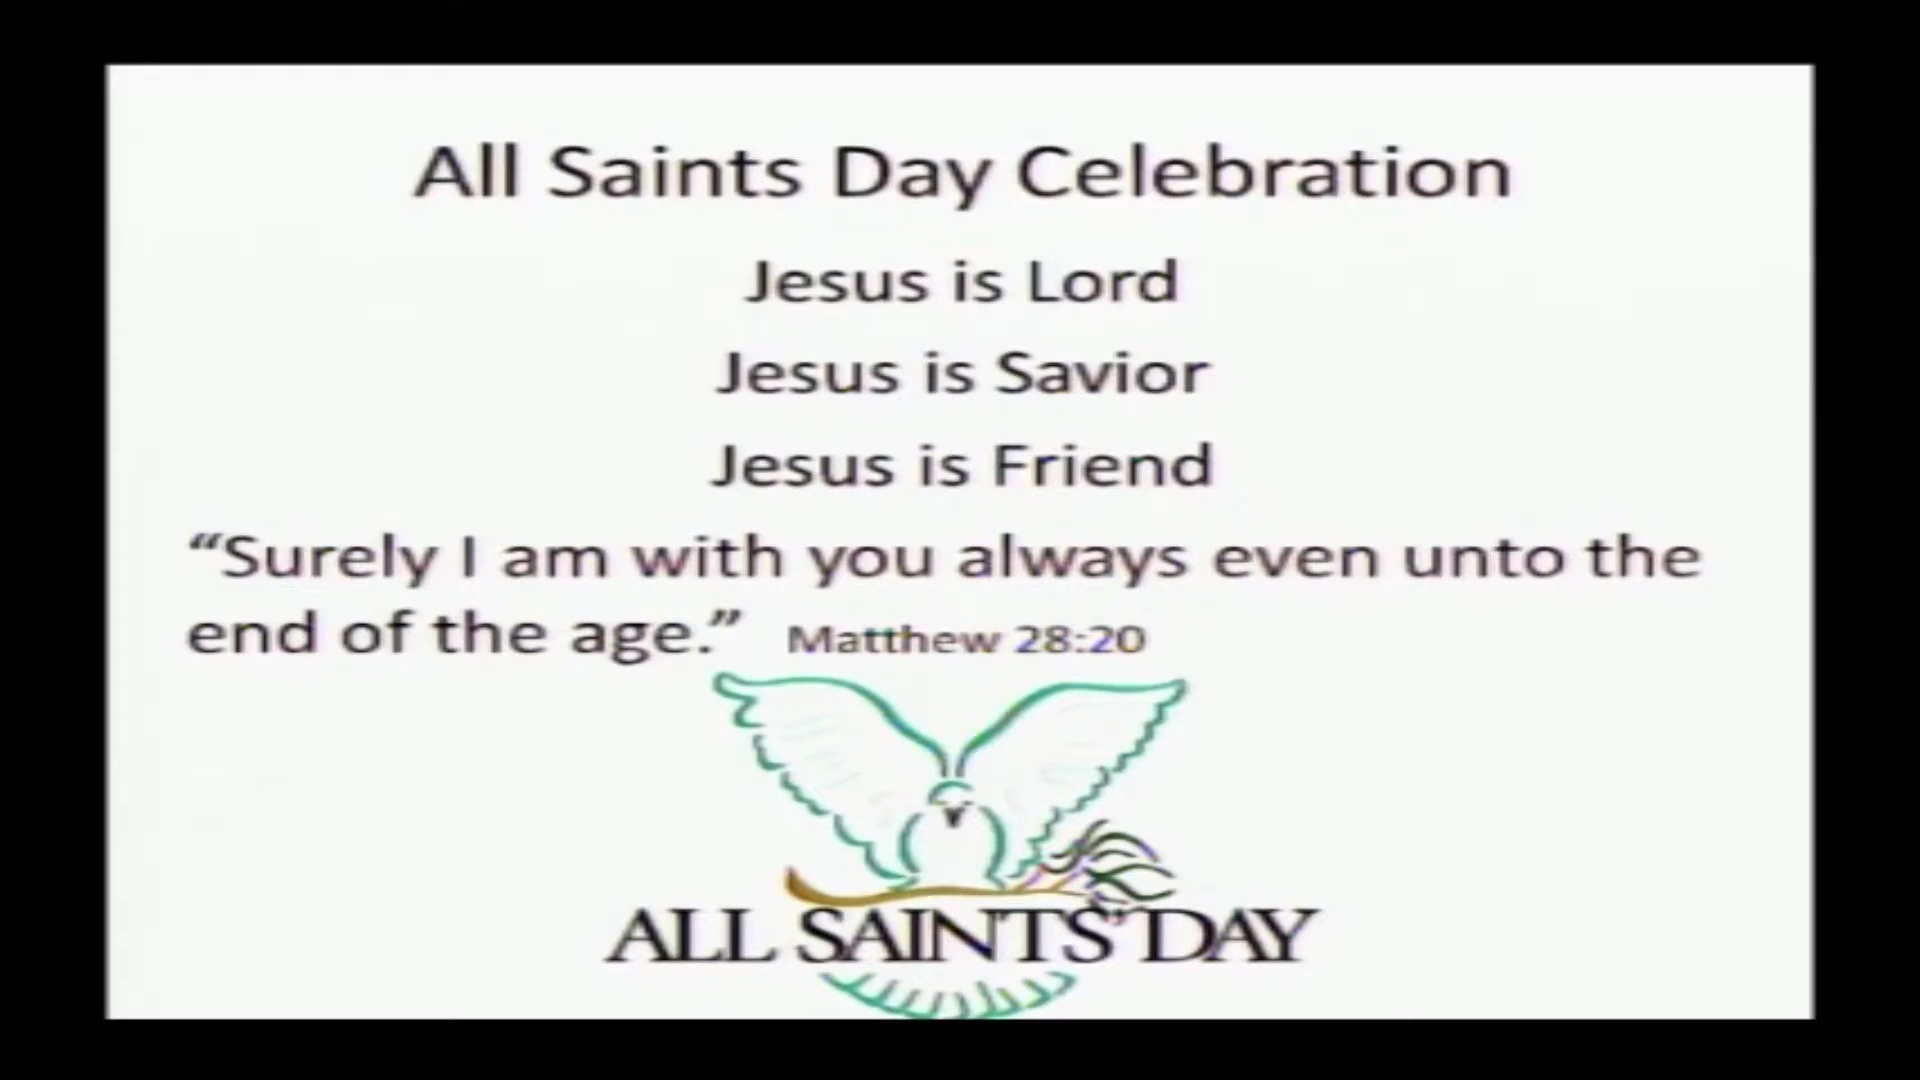 All Saints Day Celebration
Jesus is Lord
Jesus is Savior
Jesus is Friend
“Surely I am with you always even unto the
end of the age.” Matthew 28:20
ALL SAINTS' DAY